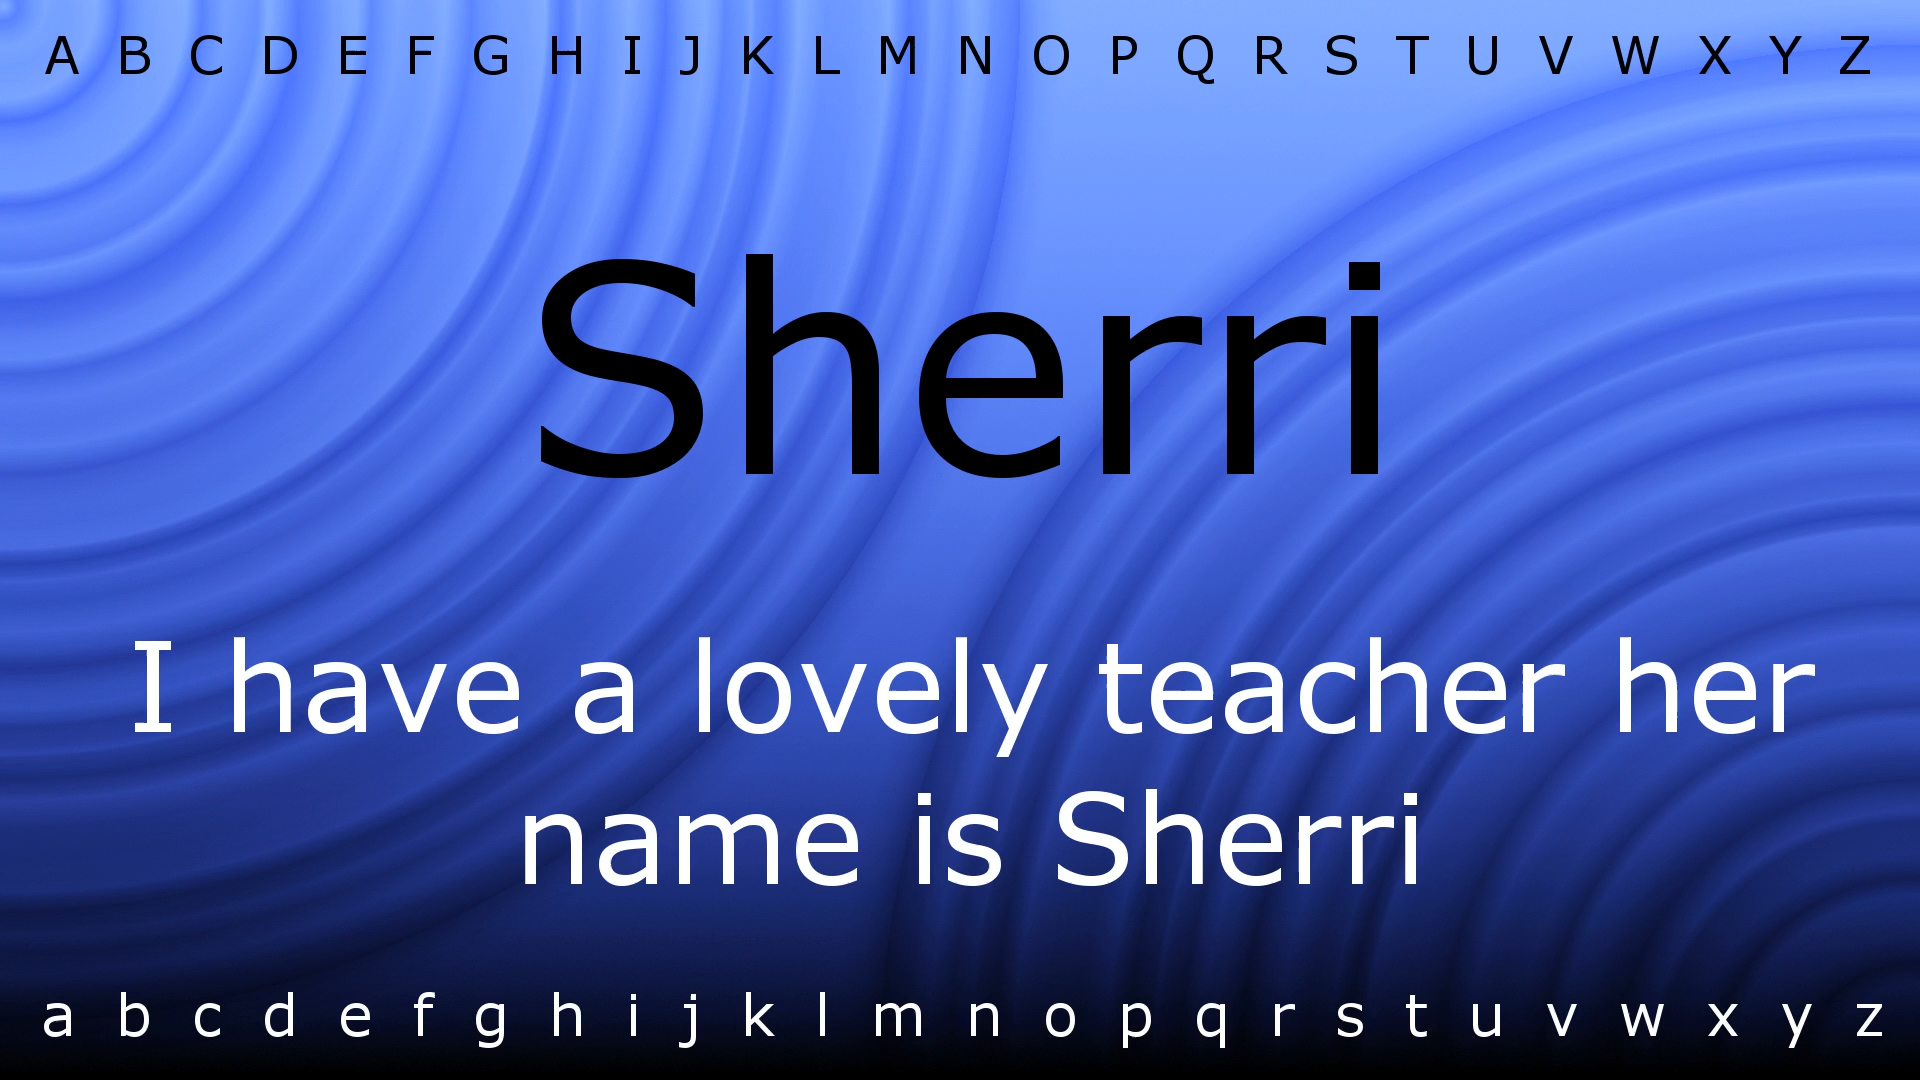 A B C D E F G H I J K L M N O P Q R S T U V W X Y Z
Sherri
I have a lovely teacher her
name is Sherri
a b c d e f g h i j k l m n o p q r s t u v w x y z